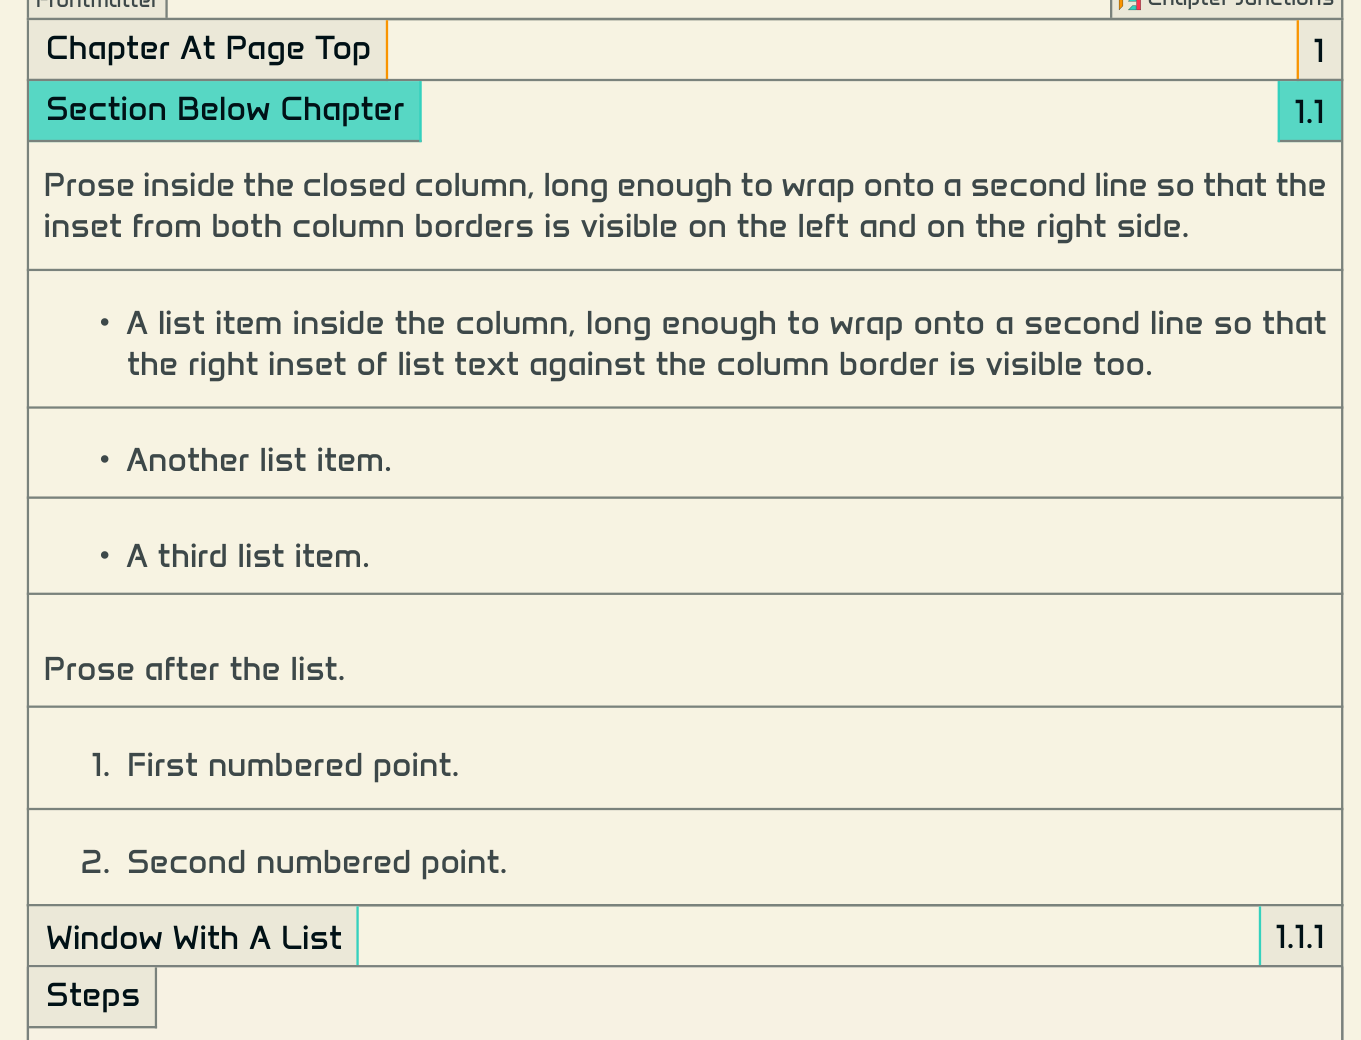 Frontmatter
Chapter Junctions
Chapter At Page Top 1
Section Below Chapter 1.1
Prose inside the closed column, long enough to wrap onto a second line so that the
inset from both column borders is visible on the left and on the right side.
• A list item inside the column, long enough to wrap onto a second line so that
the right inset of list text against the column border is visible too.
• Another list item.
• A third list item.
Prose after the list.
1. First numbered point.
2. Second numbered point.
Window With A List 1.1.1
Steps